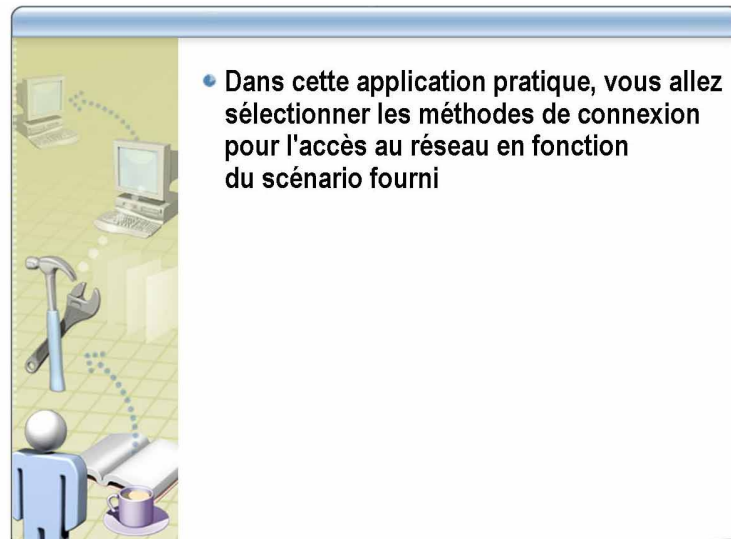 Dans cette application pratique, vous allez
sélectionner les méthodes de connexion
pour l'accès au réseau en fonction
du scénario fourni